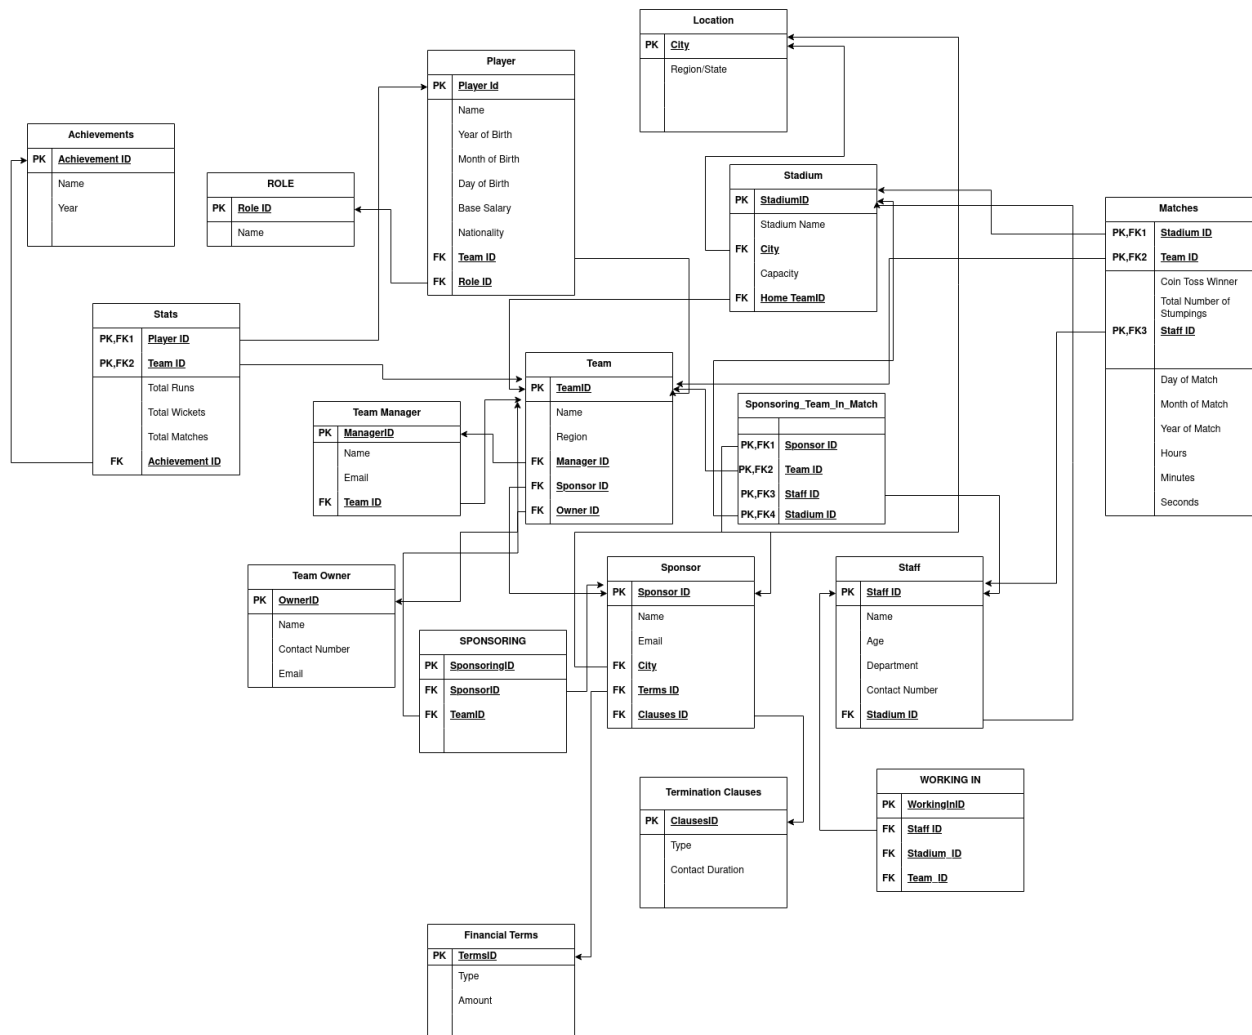 Location
PK City
Region/State
Player
PK Player Id
Name
Year of Birth
Month of Birth
Day of Birth
Base Salary
Nationality
FK Team ID
FK Role ID
Achievements
PK Achievement ID
Name
Year
ROLE
PK Role ID
Name
Stadium
PK StadiumID
Stadium Name
FK City
Capacity
FK Home TeamID
Matches
PK,FK1 Stadium ID
PK,FK2 Team ID
Coin Toss Winner
Total Number of
Stumpings
PK,FK3 Staff ID
Day of Match
Month of Match
Year of Match
Hours
Minutes
Seconds
Stats
PK,FK1 Player ID
PK,FK2 Team ID
Total Runs
Total Wickets
Total Matches
FK Achievement ID
Team
PK TeamID
Name
Region
FK Manager ID
FK Sponsor ID
FK Owner ID
Team Manager
PK ManagerID
Name
Email
FK Team ID
Sponsoring_Team_In_Match
PK,FK1 Sponsor ID
PK,FK2 Team ID
PK,FK3 Staff ID
PK,FK4 Stadium ID
Team Owner
PK OwnerID
Name
Contact Number
Email
SPONSORING
PK SponsoringID
FK SponsorID
FK TeamID
Sponsor
PK Sponsor ID
Name
Email
FK City
FK Terms ID
FK Clauses ID
Staff
PK Staff ID
Name
Age
Department
Contact Number
FK Stadium ID
Termination Clauses
PK ClausesID
Type
Contact Duration
WORKING IN
PK WorkingInID
FK Staff ID
FK Stadium_ID
FK Team_ID
Financial Terms
PK TermsID
Type
Amount